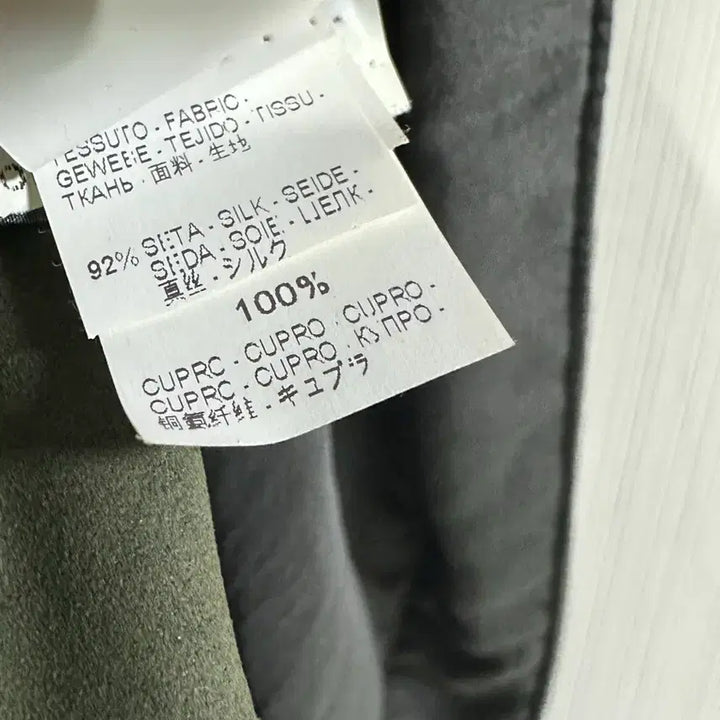 TESSUTO - FABRIC -
GEWEBE - TEJIDO - TISSU -
ТКАНЬ - 面料 - 生地
92% SETA - SILK - SEIDE -
SEDA - SOIE - ШЕЛК -
真丝 - シルク
100%
CUPRO - CUPRO - CUPRO -
CUPRO - CUPRO - КУПРО -
铜氨纤维 - キュプラ